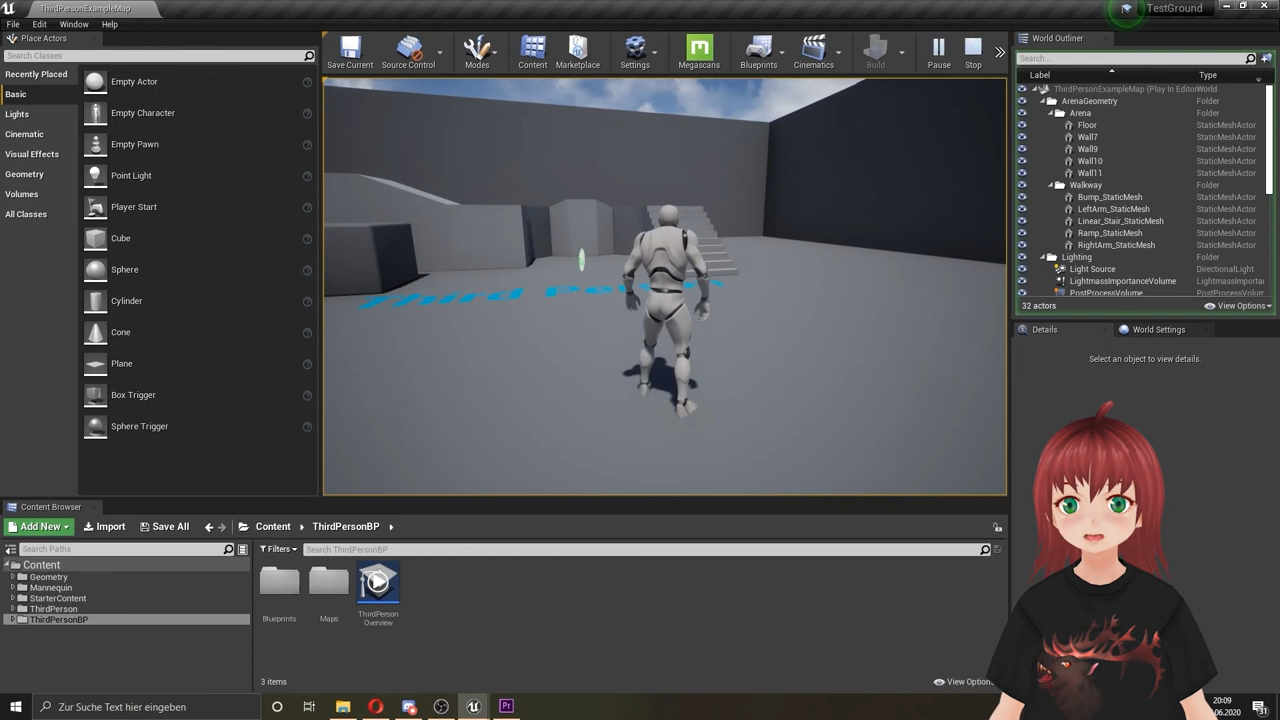 ThirdPersonExampleMap
TestGround
File Edit Window Help
Place Actors
Search Classes
Recently Placed
Basic
Lights
Cinematic
Visual Effects
Geometry
Volumes
All Classes
Empty Actor
Empty Character
Empty Pawn
Point Light
Player Start
Cube
Sphere
Cylinder
Cone
Plane
Box Trigger
Sphere Trigger
Save Current
Source Control
Modes
Content
Marketplace
Settings
Megascans
Blueprints
Cinematics
Build
Pause
Stop
Third Pe
World Outliner
Search...
Label Type
ThirdPersonExampleMap (Play In Editor World
ArenaGeometry Folder
Arena Folder
Floor StaticMeshActor
Wall7 StaticMeshActor
Wall9 StaticMeshActor
Wall10 StaticMeshActor
Wall11 StaticMeshActor
Walkway Folder
Bump_StaticMesh StaticMeshActor
LeftArm_StaticMesh StaticMeshActor
Linear_Stair_StaticMesh StaticMeshActor
Ramp_StaticMesh StaticMeshActor
RightArm_StaticMesh StaticMeshActor
Lighting Folder
Light Source DirectionalLight
LightmassImportanceVolume LightmassImporta
PostProcessVolume PostProcessVolum
32 actors View Options
Details World Settings
Select an object to view details.
Content Browser
Add New Import Save All Content ThirdPersonBP
Search Paths
Content
Geometry
Mannequin
StarterContent
ThirdPerson
ThirdPersonBP
Filters Search ThirdPersonBP
Blueprints
Maps
ThirdPerson
Overview
3 items View Option
Zur Suche Text hier eingeben
Pr
20:09
.06.2020
31